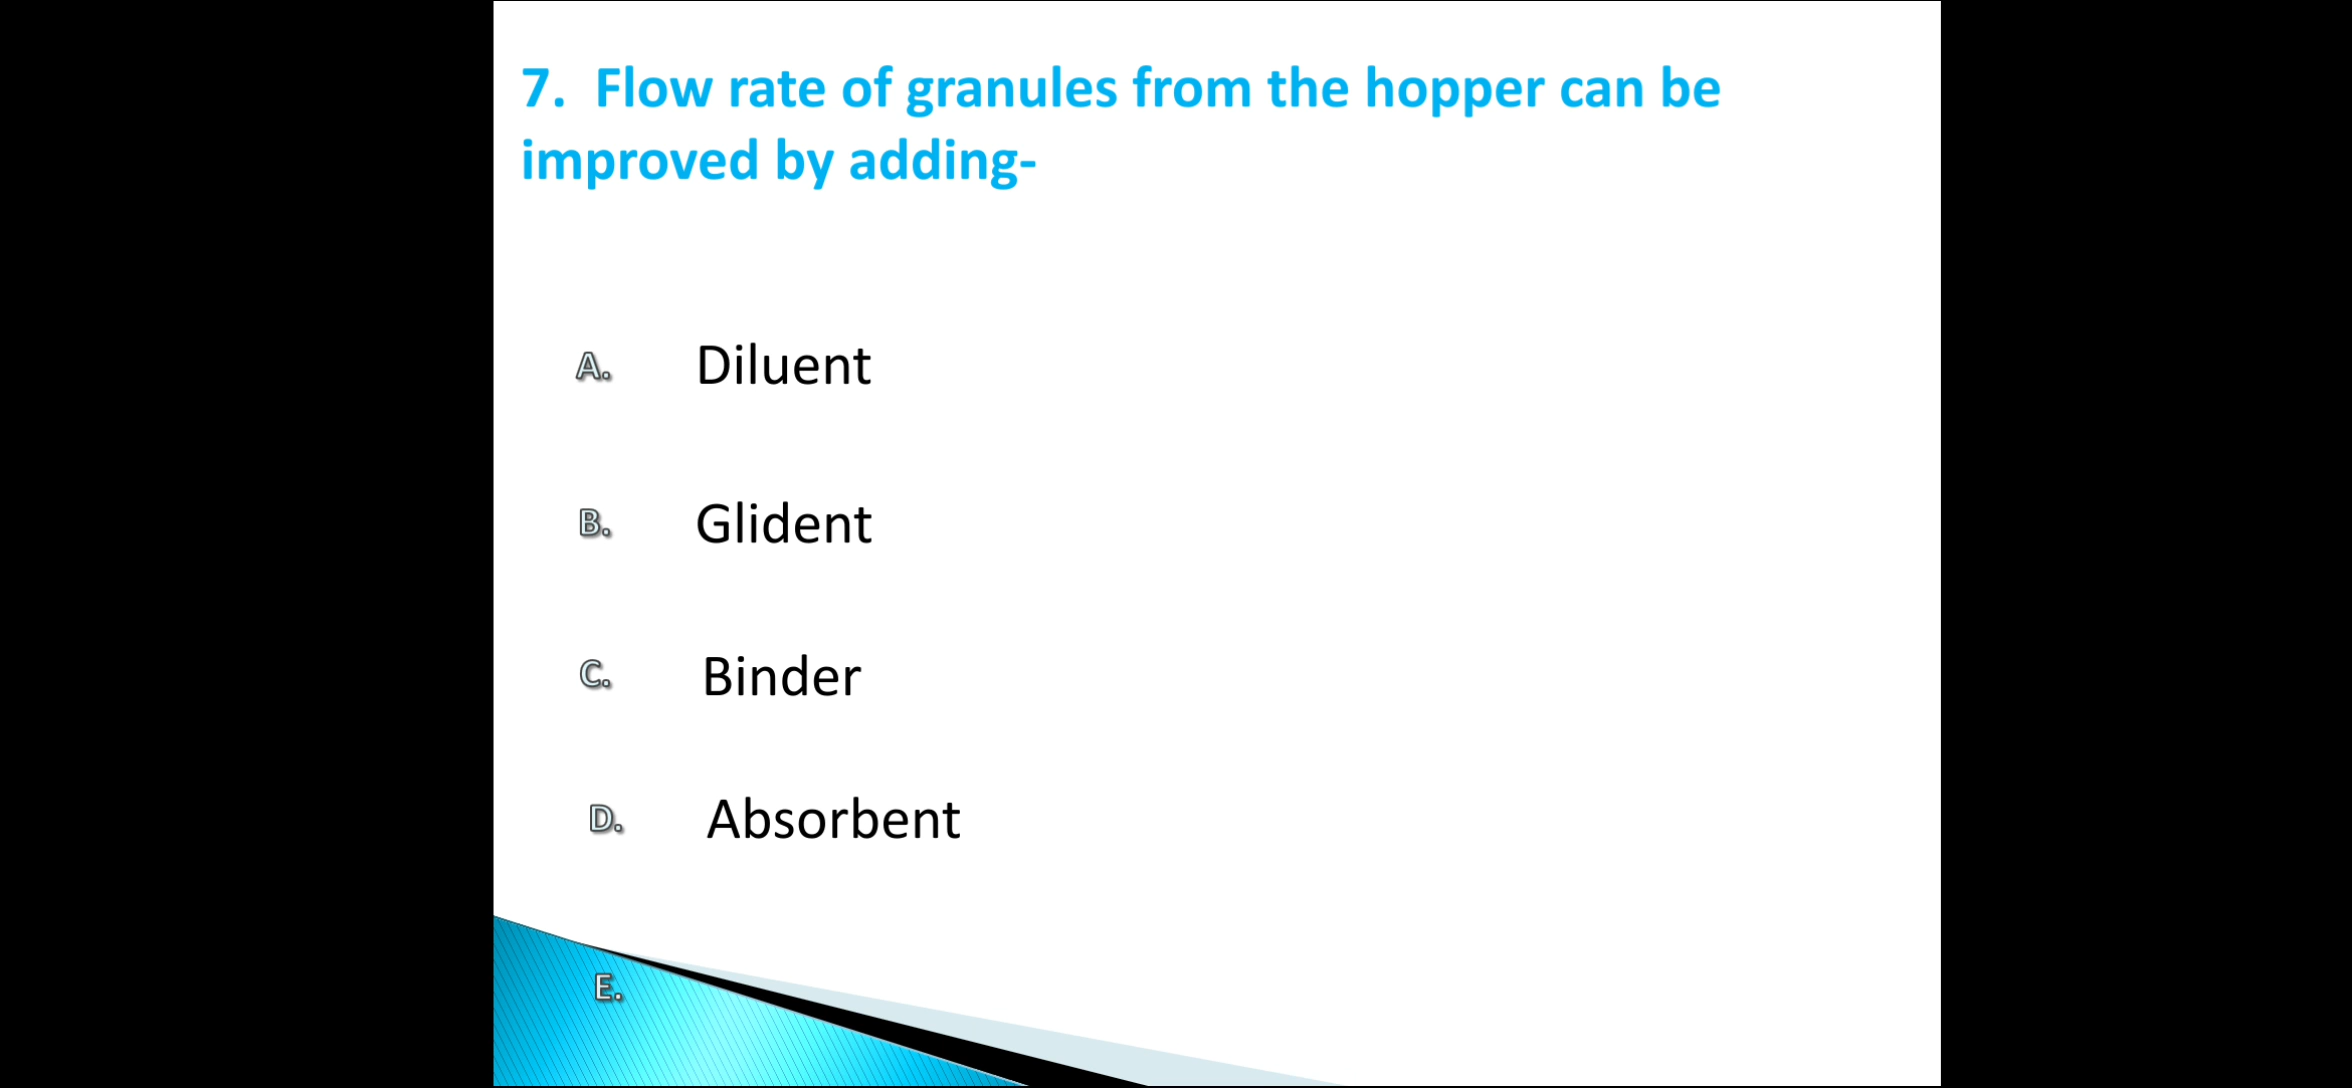 7. Flow rate of granules from the hopper can be
improved by adding-
A. Diluent
B. Glident
C. Binder
D. Absorbent
E.